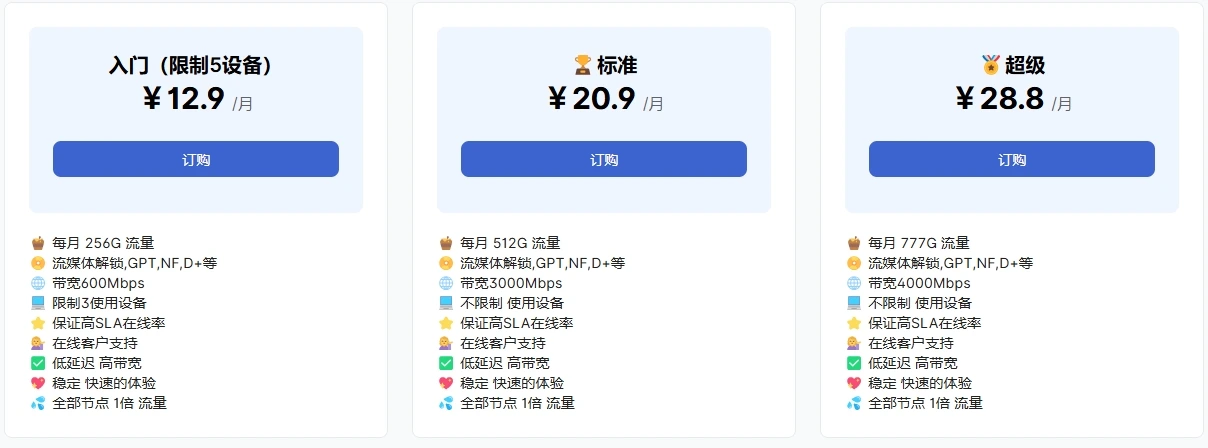 入门（限制5设备）
￥12.9 /月
订购
每月 256G 流量
流媒体解锁,GPT,NF,D+等
带宽600Mbps
限制3使用设备
保证高SLA在线率
在线客户支持
低延迟 高带宽
稳定 快速的体验
全部节点 1倍 流量
标准
￥20.9 /月
订购
每月 512G 流量
流媒体解锁,GPT,NF,D+等
带宽3000Mbps
不限制 使用设备
保证高SLA在线率
在线客户支持
低延迟 高带宽
稳定 快速的体验
全部节点 1倍 流量
超级
￥28.8 /月
订购
每月 777G 流量
流媒体解锁,GPT,NF,D+等
带宽4000Mbps
不限制 使用设备
保证高SLA在线率
在线客户支持
低延迟 高带宽
稳定 快速的体验
全部节点 1倍 流量